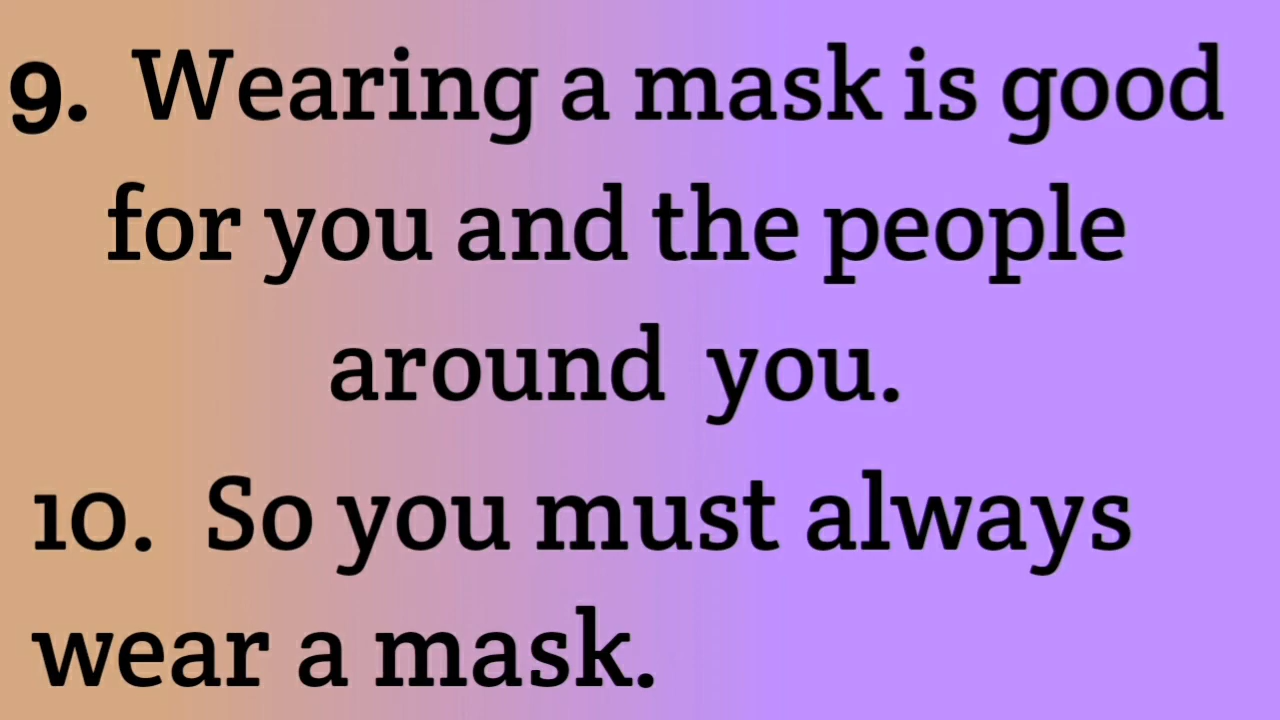 9. Wearing a mask is good
for you and the people
around you.
10. So you must always
wear a mask.